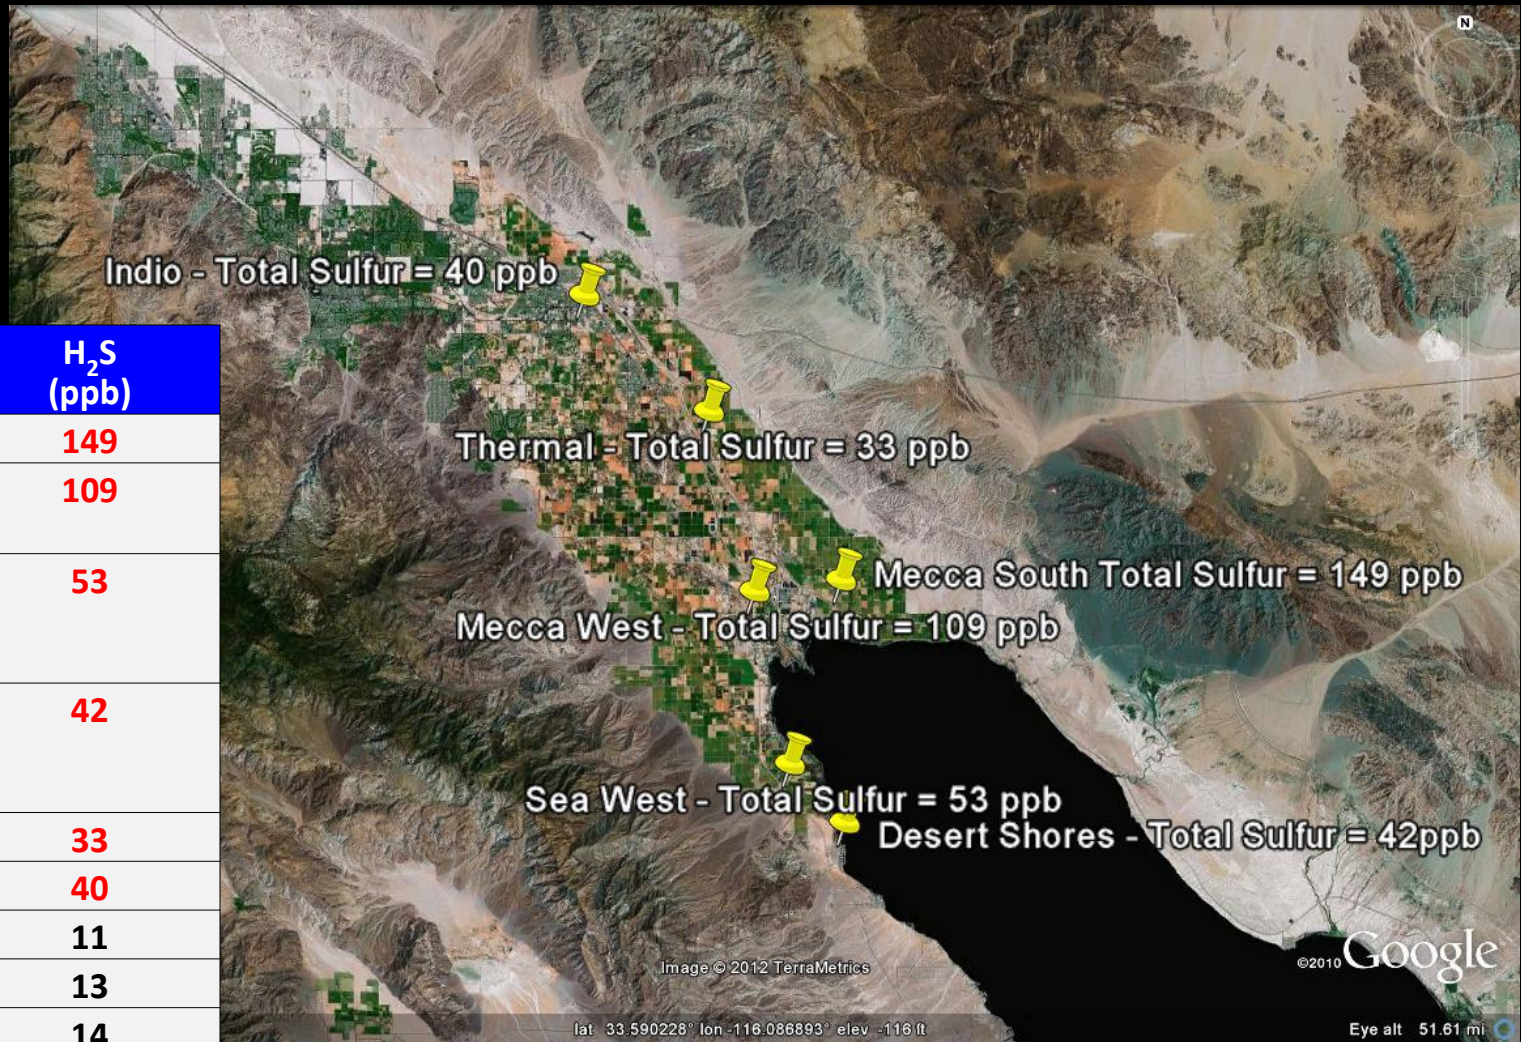 N
Indio - Total Sulfur = 40 ppb
H₂S
(ppb)
149
109
53
42
33
40
11
13
14
Thermal - Total Sulfur = 33 ppb
Mecca South Total Sulfur = 149 ppb
Mecca West - Total Sulfur = 109 ppb
Sea West - Total Sulfur = 53 ppb
Desert Shores - Total Sulfur = 42ppb
Image © 2012 TerraMetrics
©2010 Google
lat 33.590228° lon -116.086893° elev -116 ft
Eye alt 51.61 mi